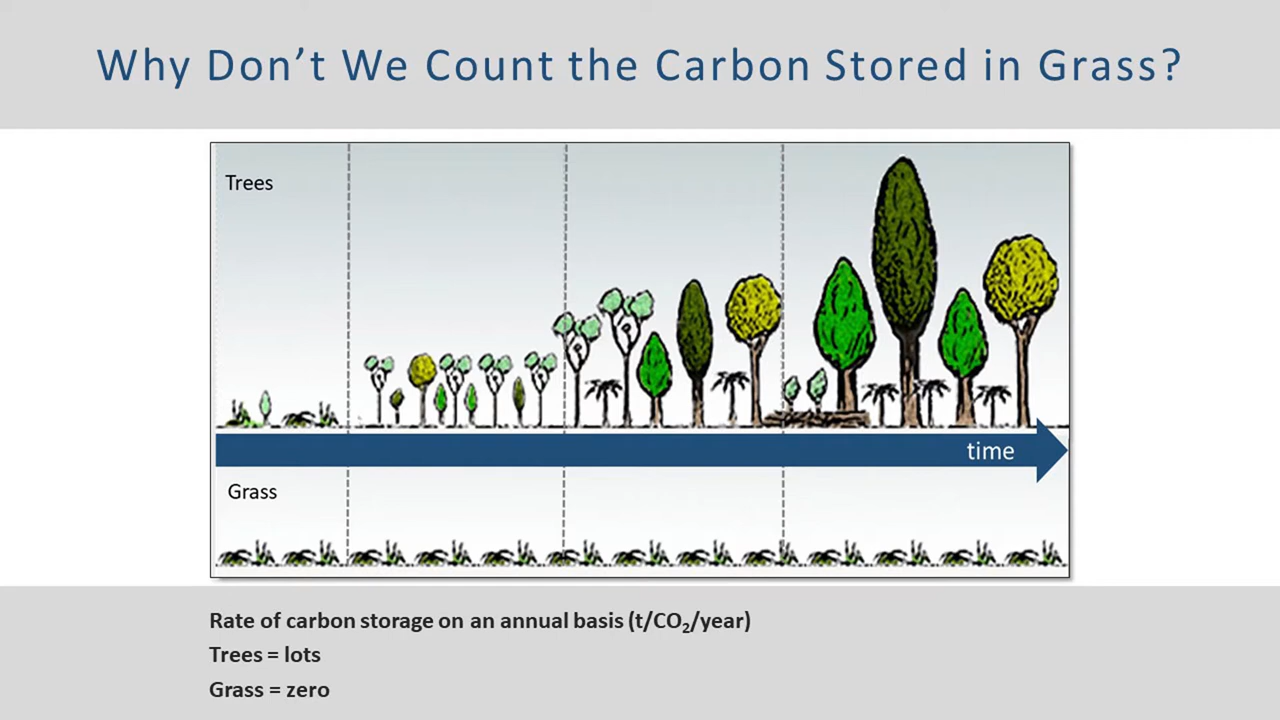 Why Don’t We Count the Carbon Stored in Grass?
Trees
time
Grass
Rate of carbon storage on an annual basis (t/CO₂/year)
Trees = lots
Grass = zero